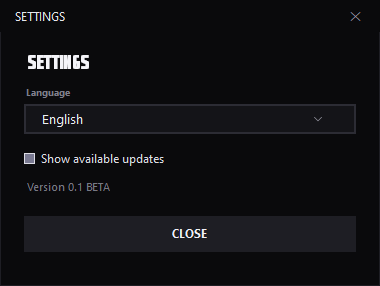 SETTINGS
SETTINGS
Language
English
Show available updates
Version 0.1 BETA
CLOSE